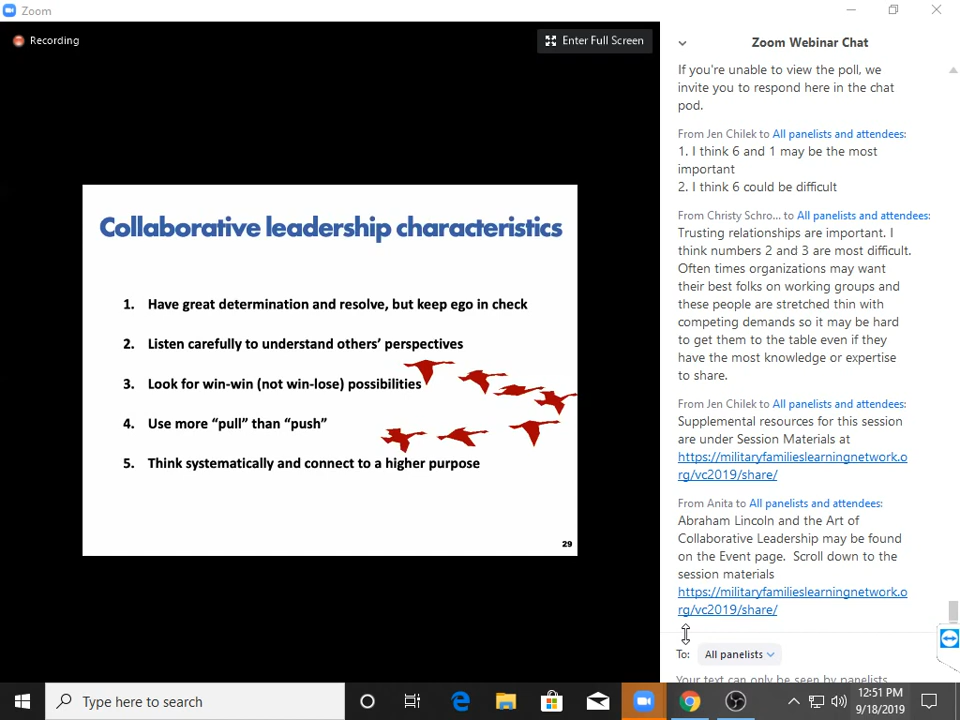 Zoom
Recording
Enter Full Screen
Collaborative leadership characteristics
1. Have great determination and resolve, but keep ego in check
2. Listen carefully to understand others' perspectives
3. Look for win-win (not win-lose) possibilities
4. Use more “pull” than “push”
5. Think systematically and connect to a higher purpose
29
Zoom Webinar Chat
If you're unable to view the poll, we
invite you to respond here in the chat
pod.
From Jen Chilek to All panelists and attendees:
1. I think 6 and 1 may be the most
important
2. I think 6 could be difficult
From Christy Schro... to All panelists and attendees:
Trusting relationships are important. I
think numbers 2 and 3 are most difficult.
Often times organizations may want
their best folks on working groups and
these people are stretched thin with
competing demands so it may be hard
to get them to the table even if they
have the most knowledge or expertise
to share.
From Jen Chilek to All panelists and attendees:
Supplemental resources for this session
are under Session Materials at
https://militaryfamilieslearningnetwork.o
rg/vc2019/share/
From Anita to All panelists and attendees:
Abraham Lincoln and the Art of
Collaborative Leadership may be found
on the Event page.  Scroll down to the
session materials
https://militaryfamilieslearningnetwork.o
rg/vc2019/share/
To: All panelists
Your text can only be seen by panelists
Type here to search
12:51 PM
9/18/2019